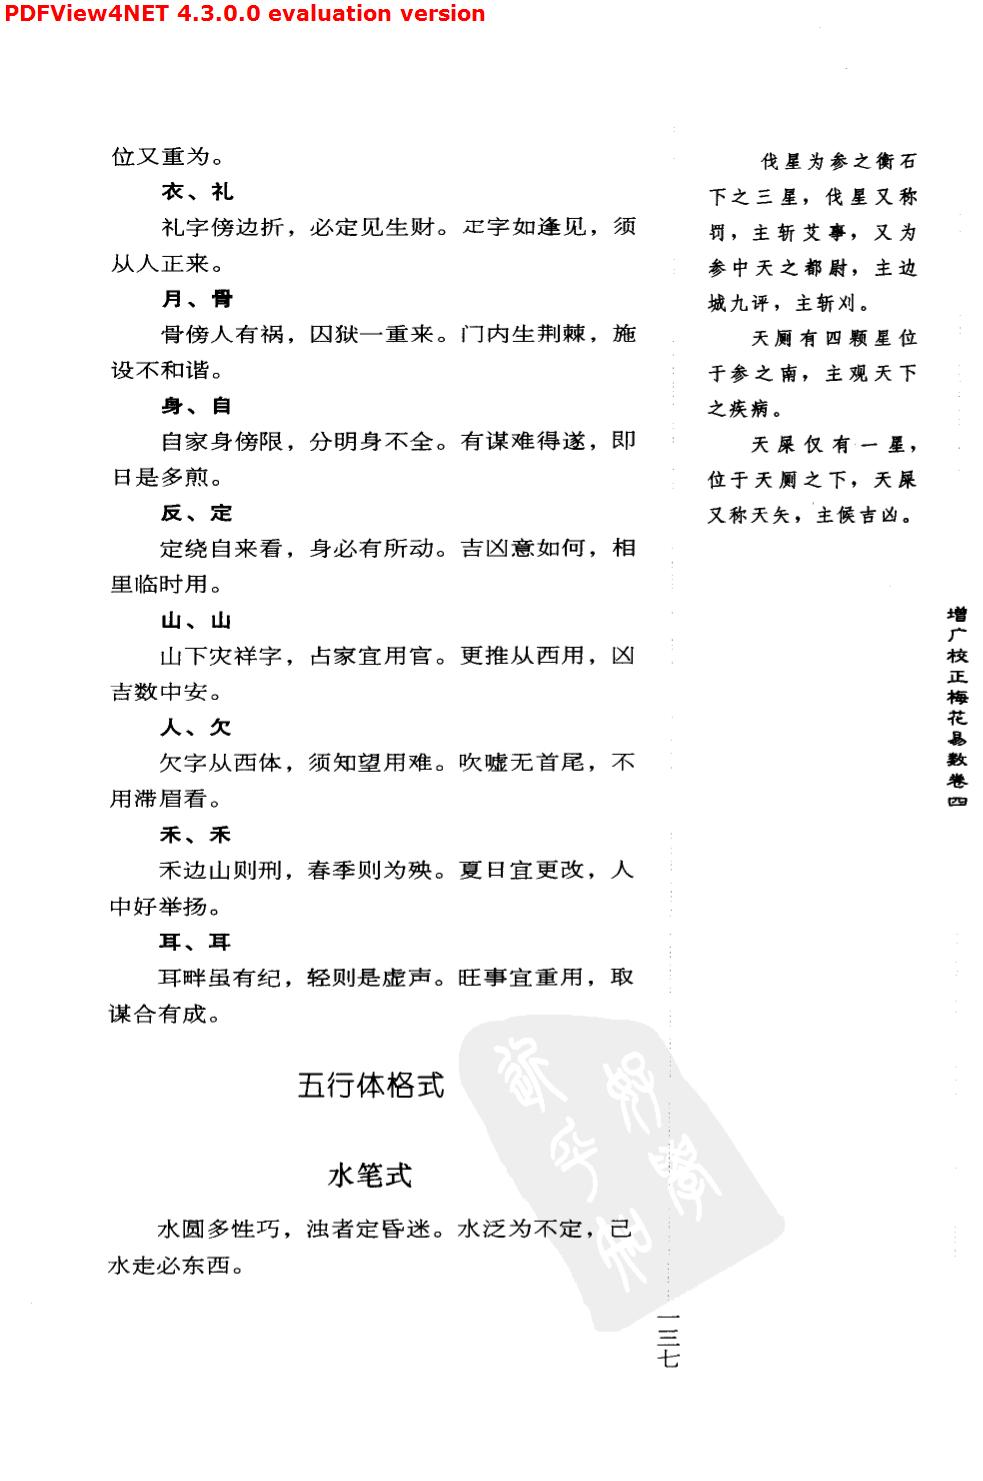 PDFView4NET 4.3.0.0 evaluation version
位又重为。
衣、礼
礼字傍边折，必定见生财。疋字如逢见，须
从人正来。
月、骨
骨傍人有祸，囚狱一重来。门内生荆棘，施
设不和谐。
身、自
自家身傍限，分明身不全。有谋难得遂，即
日是多煎。
反、定
定绕自来看，身必有所动。吉凶意如何，相
里临时用。
山、山
山下灾祥字，占家宜用官。更推从西用，凶
吉数中安。
人、欠
欠字从西体，须知望用难。吹嘘无首尾，不
用滞眉看。
禾、禾
禾边山则刑，春季则为殃。夏日宜更改，人
中好举扬。
耳、耳
耳畔虽有纪，轻则是虚声。旺事宜重用，取
谋合有成。
五行体格式
水笔式
水圆多性巧，浊者定昏迷。水泛为不定，己
水走必东西。
伐星为参之衡石
下之三星，伐星又称
罚，主斩艾事，又为
参中天之都尉，主边
城九评，主斩刈。
天厕有四颗星位
于参之南，主观天下
之疾病。
天屎仅有一星，
位于天厕之下，天屎
又称天矢，主候吉凶。
增广校正梅花易数卷四
一三七